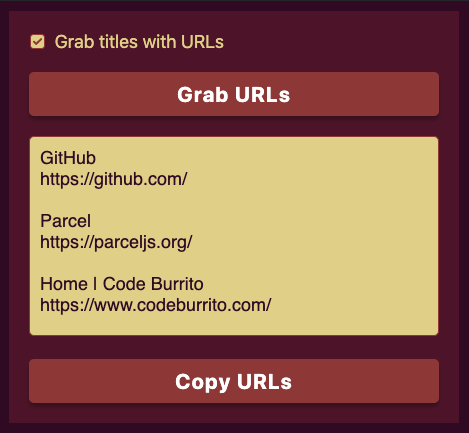 Grab titles with URLs
Grab URLs
GitHub
https://github.com/
Parcel
https://parceljs.org/
Home | Code Burrito
https://www.codeburrito.com/
Copy URLs